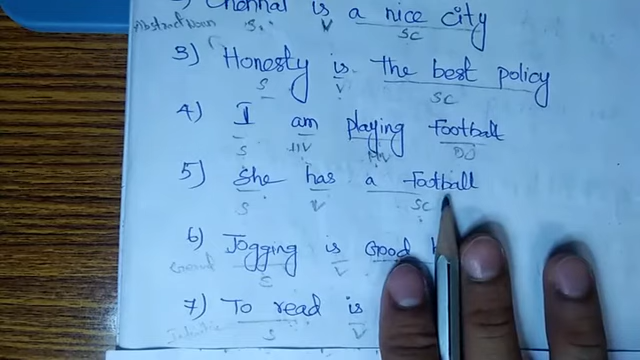 Chennai is a nice city
Abstract Noun S V SC
3) Honesty is the best policy
S V SC
4) I am playing football
S HV MV DO
5) She has a football
S V SC
6) Jogging is Good
Gerund S V
7) To read is
S V